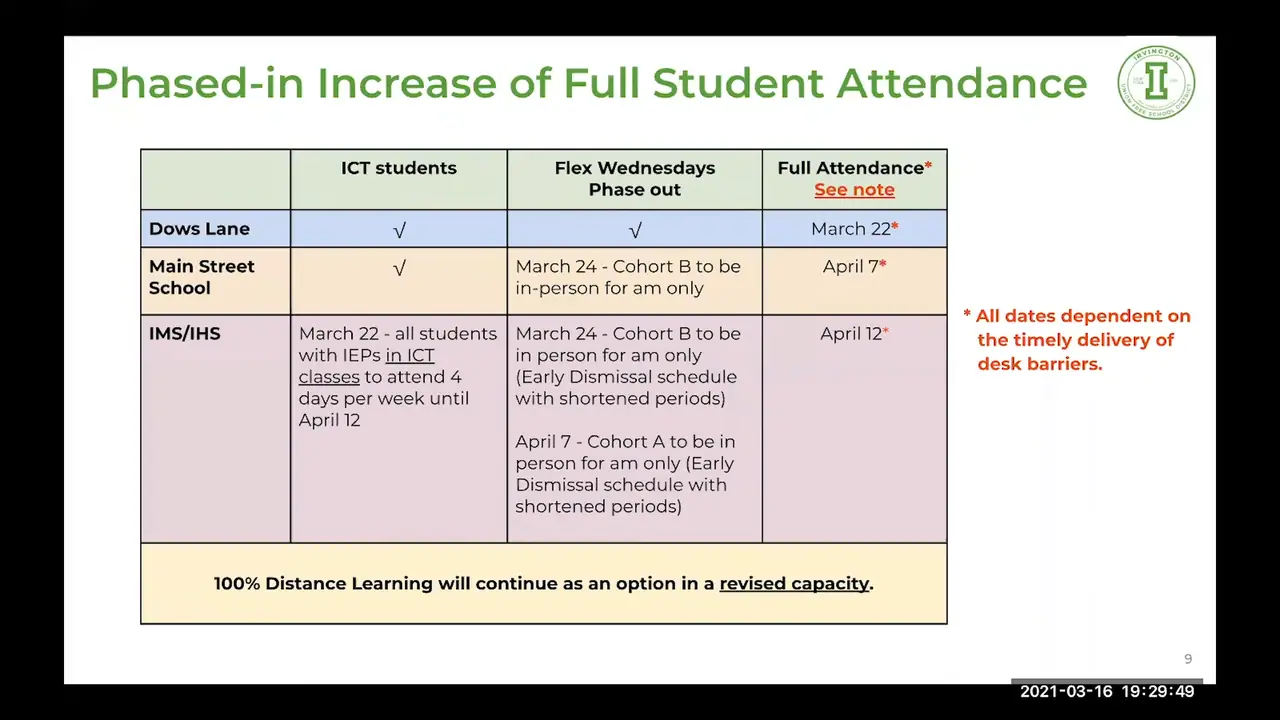 Phased-in Increase of Full Student Attendance
IRVINGTON
I
UNION FREE SCHOOL DISTRICT
ICT students
Flex Wednesdays
Phase out
Full Attendance*
See note
Dows Lane
√
√
March 22*
Main Street
School
√
March 24 - Cohort B to be
in-person for am only
April 7*
IMS/IHS
March 22 - all students
with IEPs in ICT
classes to attend 4
days per week until
April 12
March 24 - Cohort B to be
in person for am only
(Early Dismissal schedule
with shortened periods)
April 7 - Cohort A to be in
person for am only (Early
Dismissal schedule with
shortened periods)
April 12*
100% Distance Learning will continue as an option in a revised capacity.
* All dates dependent on
the timely delivery of
desk barriers.
9
2021-03-16 19:29:49